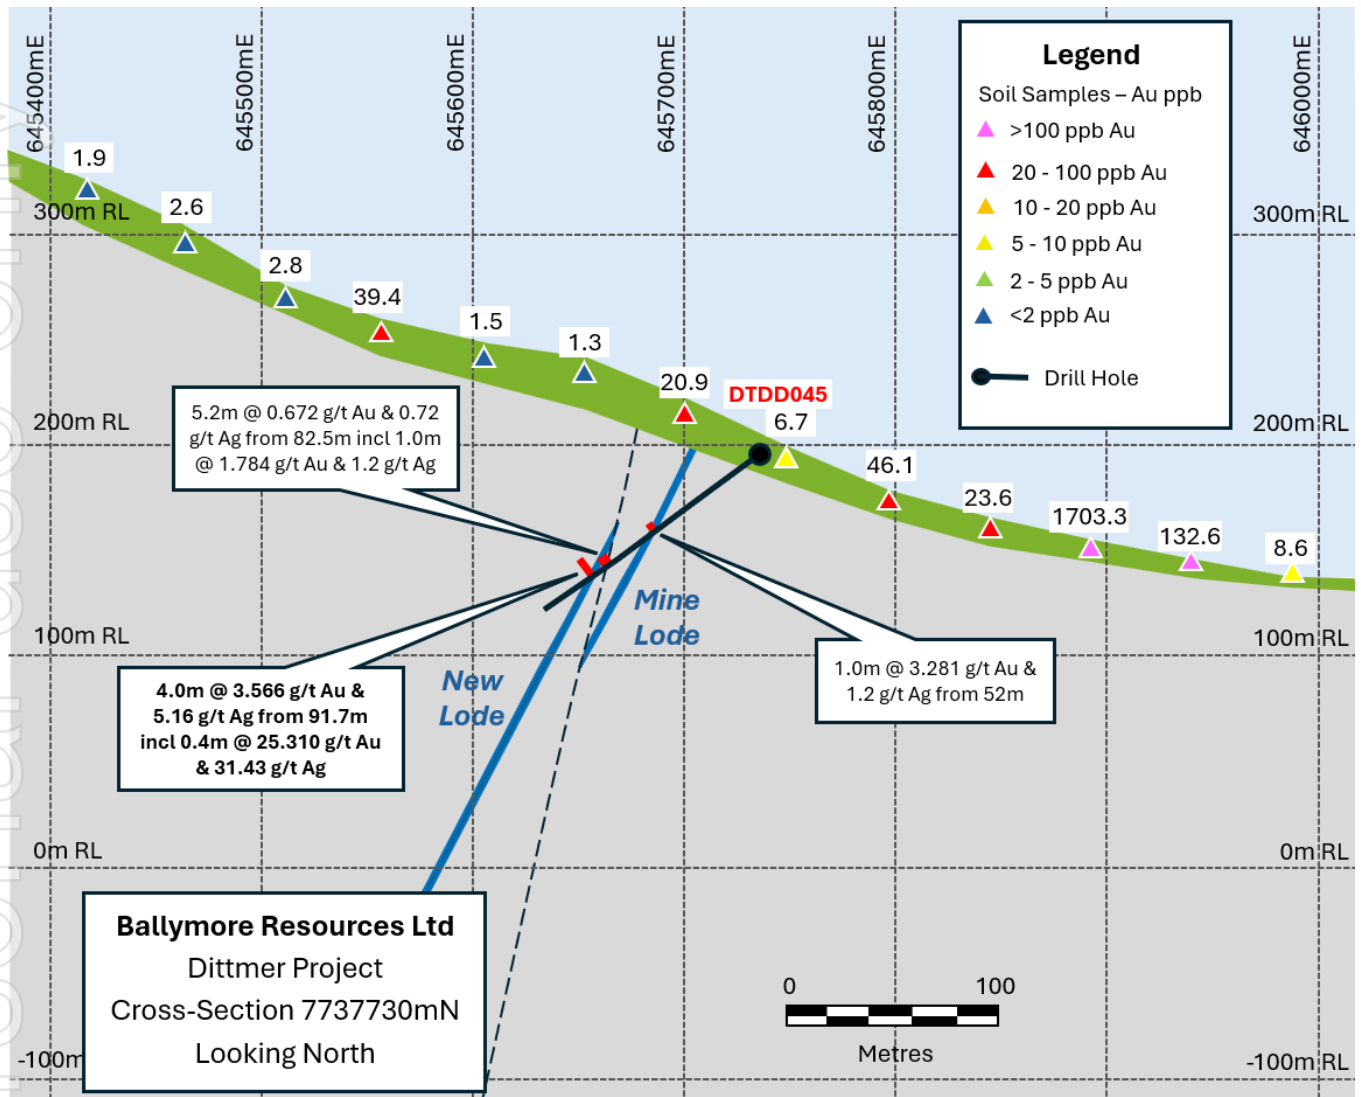 645400mE
645500mE
645600mE
645700mE
645800mE
646000mE
Legend
Soil Samples – Au ppb
>100 ppb Au
20 - 100 ppb Au
10 - 20 ppb Au
5 - 10 ppb Au
2 - 5 ppb Au
<2 ppb Au
Drill Hole
1.9
2.6
2.8
39.4
1.5
1.3
20.9
DTDD045
6.7
46.1
23.6
1703.3
132.6
8.6
300m RL
300m RL
200m RL
200m RL
100m RL
100m RL
0m RL
0m RL
-100m
-100m RL
5.2m @ 0.672 g/t Au & 0.72
g/t Ag from 82.5m incl 1.0m
@ 1.784 g/t Au & 1.2 g/t Ag
4.0m @ 3.566 g/t Au &
5.16 g/t Ag from 91.7m
incl 0.4m @ 25.310 g/t Au
& 31.43 g/t Ag
1.0m @ 3.281 g/t Au &
1.2 g/t Ag from 52m
Mine
Lode
New
Lode
Ballymore Resources Ltd
Dittmer Project
Cross-Section 7737730mN
Looking North
0 100
Metres